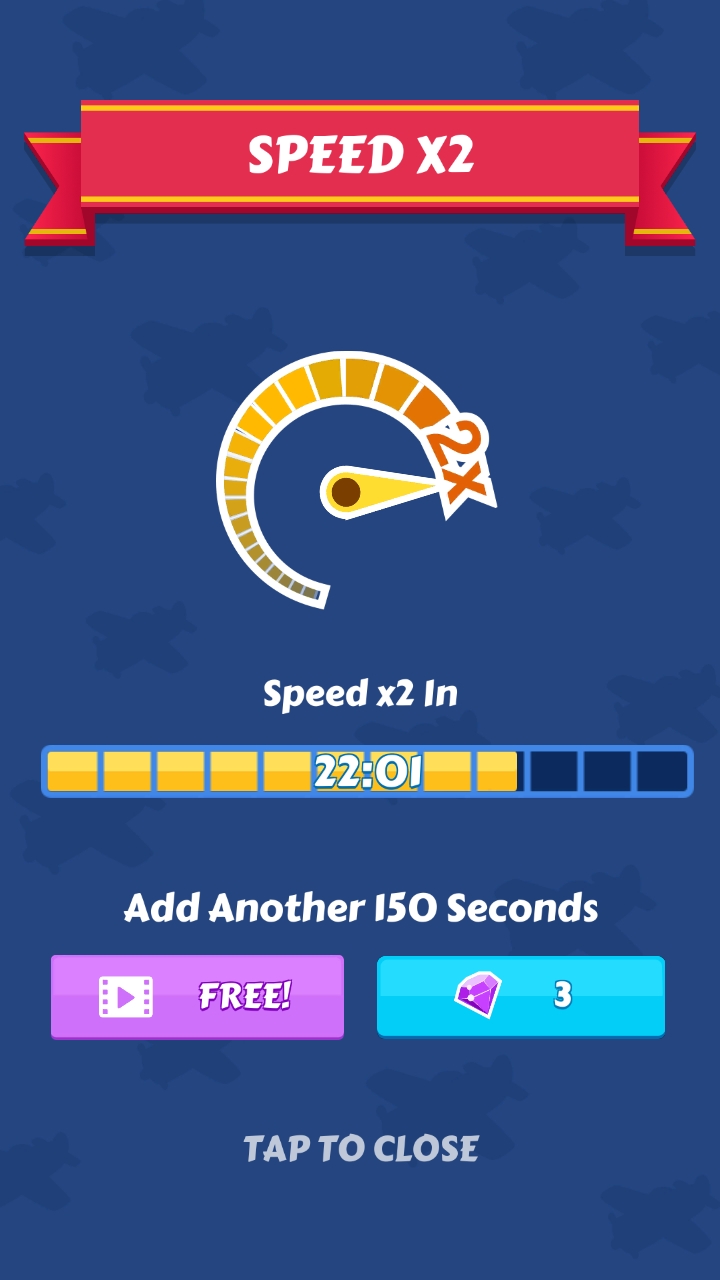 SPEED X2
2x
Speed x2 In
22:01
Add Another 150 Seconds
FREE!
3
TAP TO CLOSE